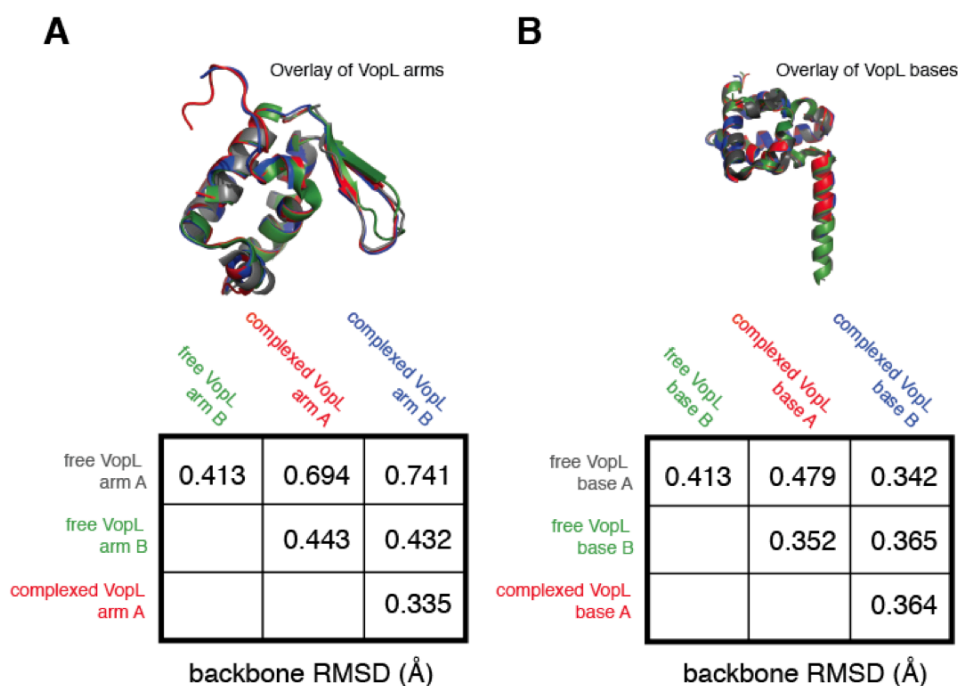 A
Overlay of VopL arms
free VopL
arm B
complexed VopL
arm A
complexed VopL
arm B
free VopL
arm A
0.413 0.694 0.741
free VopL
arm B
0.443 0.432
complexed VopL
arm A
0.335
backbone RMSD (Å)
B
Overlay of VopL bases
free VopL
base B
complexed VopL
base A
complexed VopL
base B
free VopL
base A
0.413 0.479 0.342
free VopL
base B
0.352 0.365
complexed VopL
base A
0.364
backbone RMSD (Å)